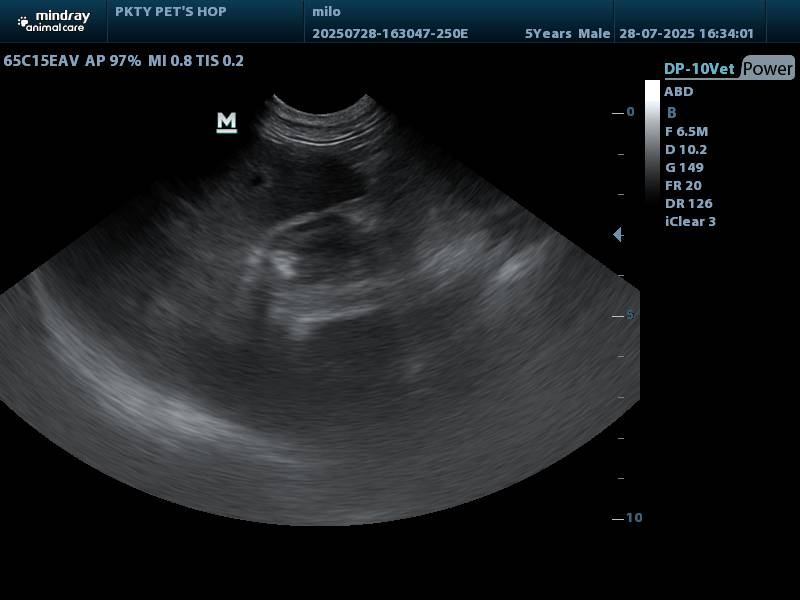 mindray
animal care
PKTY PET'S HOP
milo
20250728-163047-250E
5Years Male
28-07-2025 16:34:01
65C15EAV AP 97% MI 0.8 TIS 0.2
DP-10Vet
Power
M
ABD
B
F 6.5M
D 10.2
G 149
FR 20
DR 126
iClear 3
0
5
10